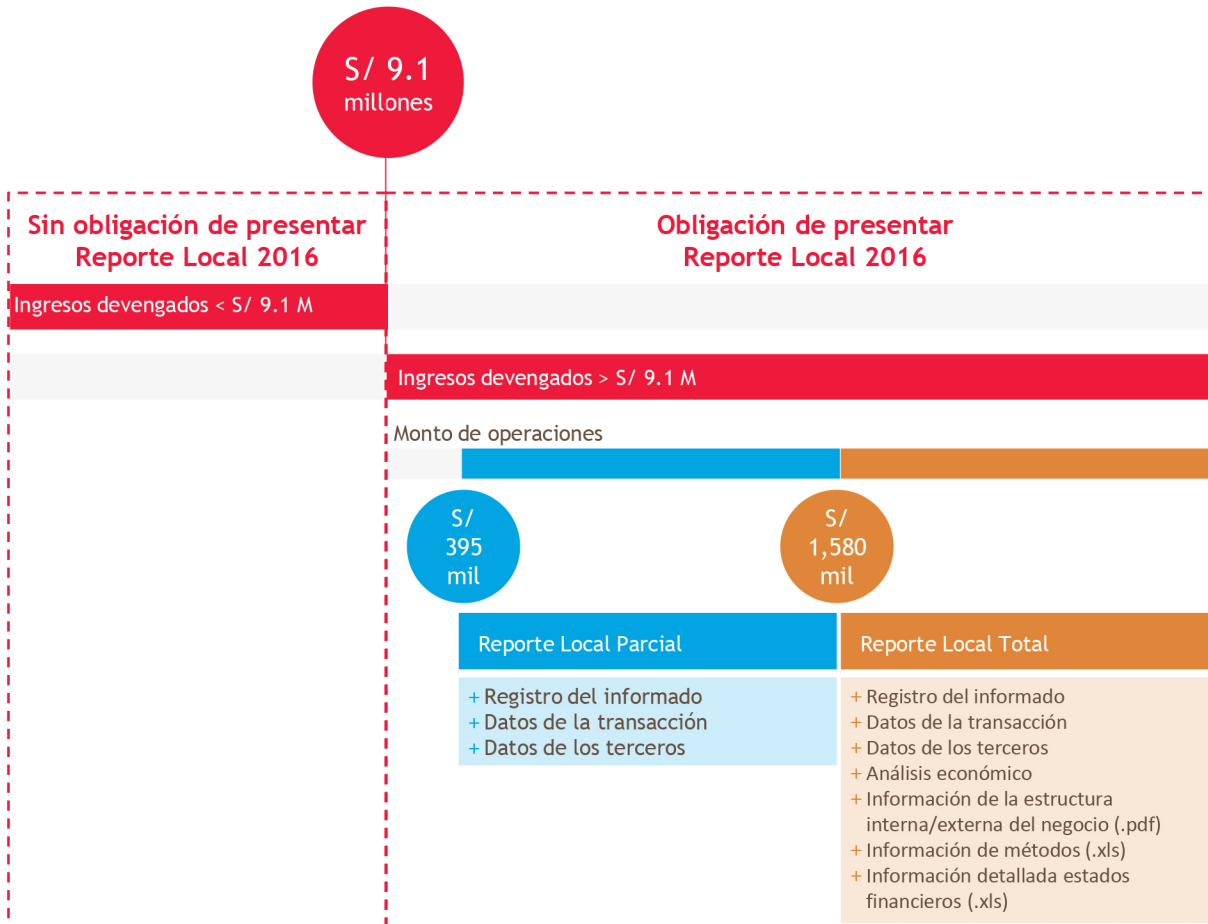 S/ 9.1
millones
Sin obligación de presentar
Reporte Local 2016
Obligación de presentar
Reporte Local 2016
Ingresos devengados < S/ 9.1 M
Ingresos devengados > S/ 9.1 M
Monto de operaciones
S/
395
mil
S/
1,580
mil
Reporte Local Parcial
+ Registro del informado
+ Datos de la transacción
+ Datos de los terceros
Reporte Local Total
+ Registro del informado
+ Datos de la transacción
+ Datos de los terceros
+ Análisis económico
+ Información de la estructura
interna/externa del negocio (.pdf)
+ Información de métodos (.xls)
+ Información detallada estados
financieros (.xls)